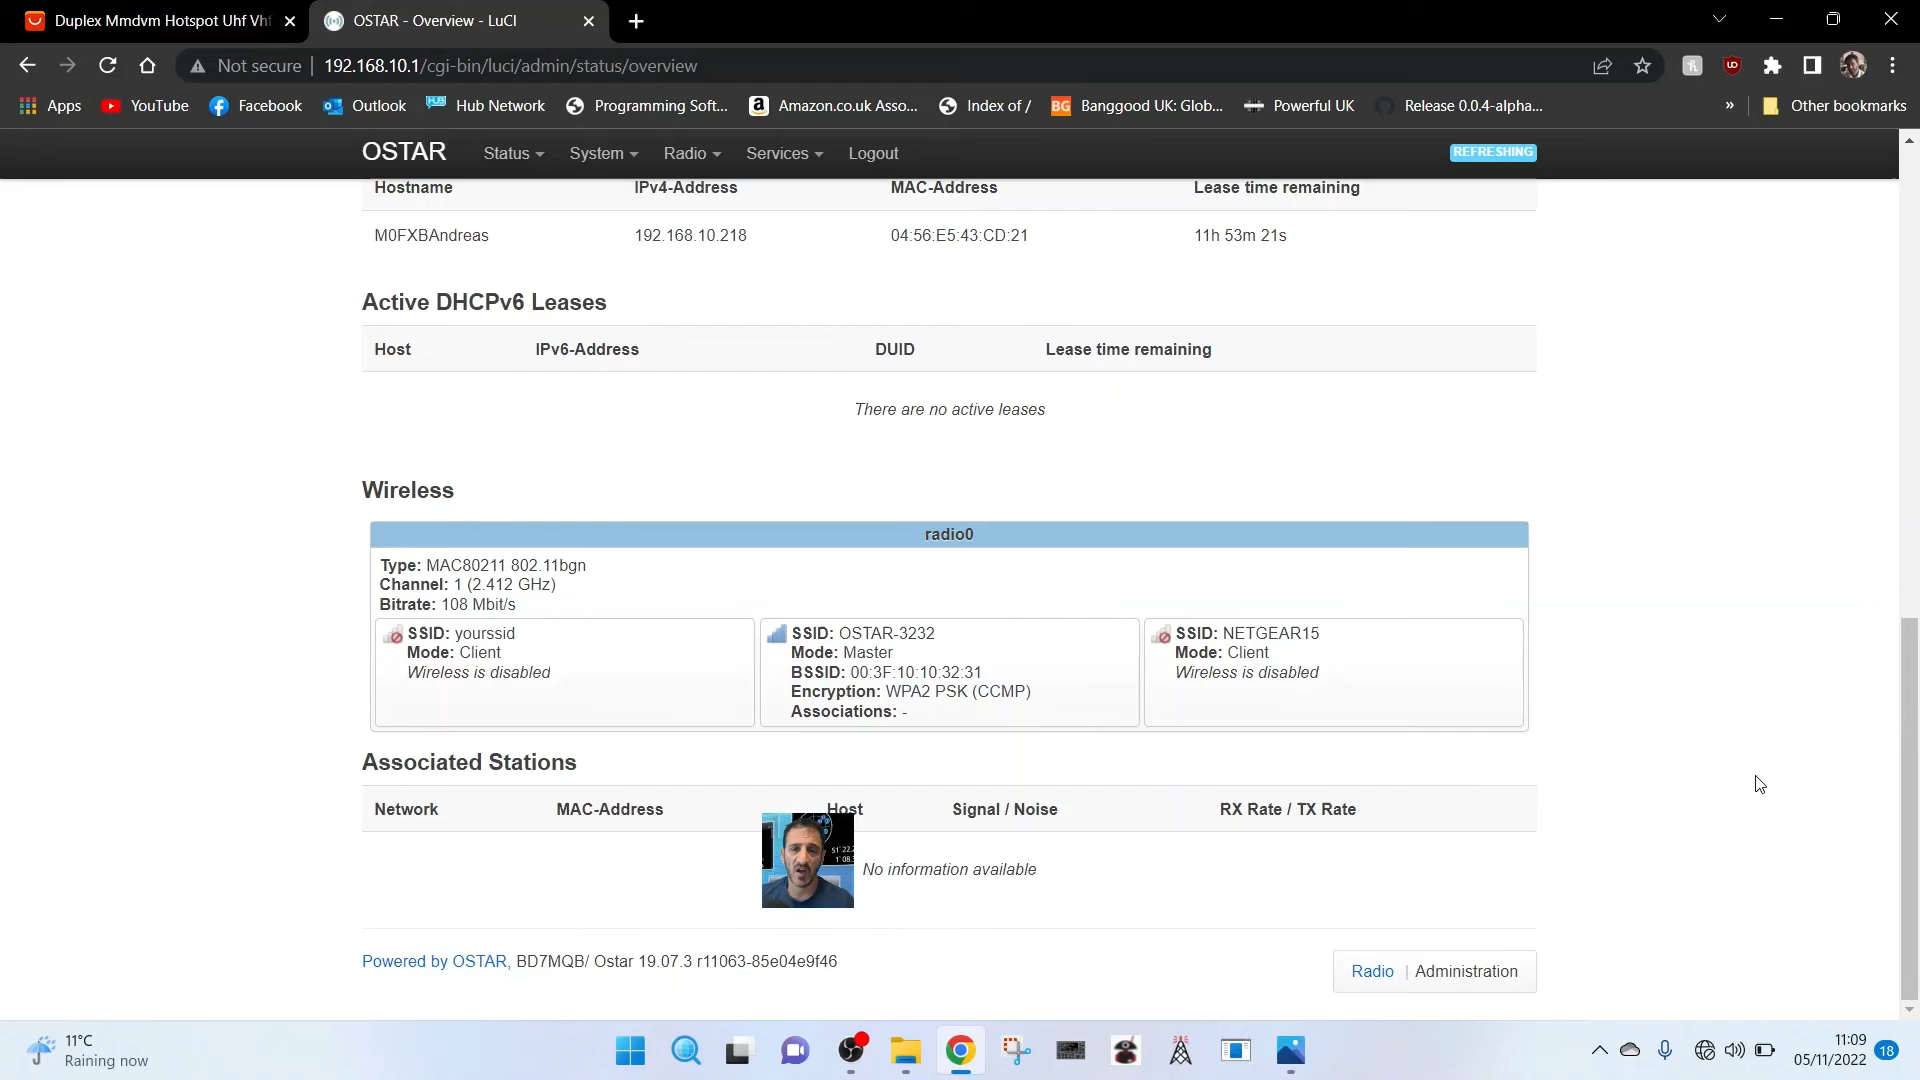 Duplex Mmdvm Hotspot Uhf Vhf
OSTAR - Overview - LuCI
Not secure
192.168.10.1/cgi-bin/luci/admin/status/overview
Apps
YouTube
Facebook
Outlook
Hub Network
Programming Soft...
Amazon.co.uk Asso...
Index of /
Banggood UK: Glob...
Powerful UK
Release 0.0.4-alpha...
»
Other bookmarks
OSTAR
Status
System
Radio
Services
Logout
REFRESHING
Hostname IPv4-Address MAC-Address Lease time remaining
M0FXBAndreas 192.168.10.218 04:56:E5:43:CD:21 11h 53m 21s
Active DHCPv6 Leases
Host IPv6-Address DUID Lease time remaining
There are no active leases
Wireless
radio0
Type: MAC80211 802.11bgn
Channel: 1 (2.412 GHz)
Bitrate: 108 Mbit/s
SSID: yourssid
Mode: Client
Wireless is disabled
SSID: OSTAR-3232
Mode: Master
BSSID: 00:3F:10:10:32:31
Encryption: WPA2 PSK (CCMP)
Associations: -
SSID: NETGEAR15
Mode: Client
Wireless is disabled
Associated Stations
Network MAC-Address Host Signal / Noise RX Rate / TX Rate
No information available
Powered by OSTAR, BD7MQB/ Ostar 19.07.3 r11063-85e04e9f46
Radio | Administration
11°C
Raining now
11:09
05/11/2022
18